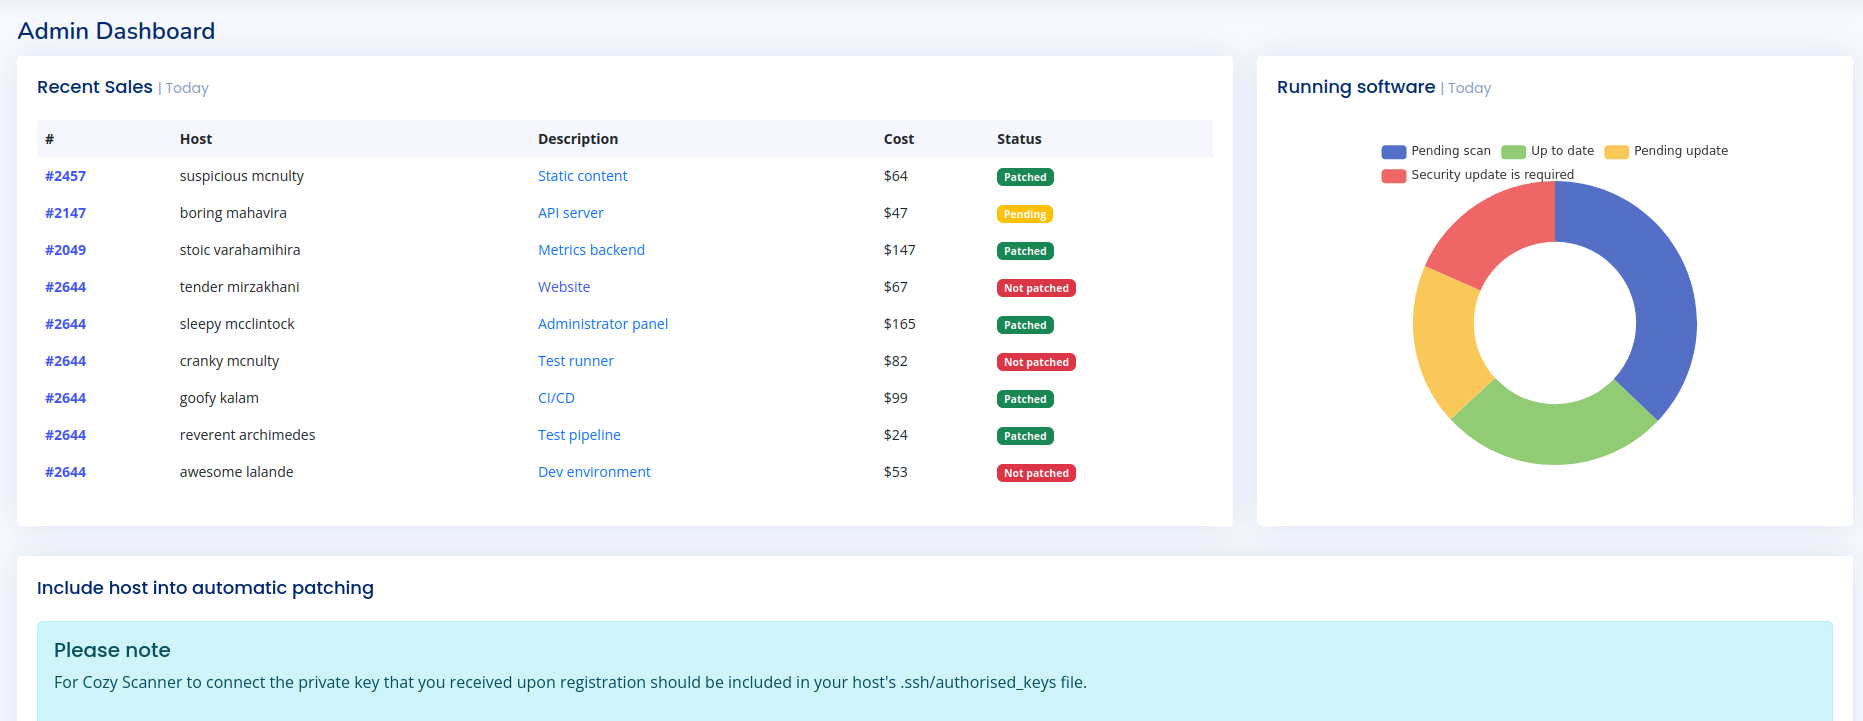 Admin Dashboard
Recent Sales | Today
# Host Description Cost Status
#2457 suspicious mcnulty Static content $64 Patched
#2147 boring mahavira API server $47 Pending
#2049 stoic varahamihira Metrics backend $147 Patched
#2644 tender mirzakhani Website $67 Not patched
#2644 sleepy mcclintock Administrator panel $165 Patched
#2644 cranky mcnulty Test runner $82 Not patched
#2644 goofy kalam CI/CD $99 Patched
#2644 reverent archimedes Test pipeline $24 Patched
#2644 awesome lalande Dev environment $53 Not patched
Running software | Today
Pending scan Up to date Pending update
Security update is required
Include host into automatic patching
Please note
For Cozy Scanner to connect the private key that you received upon registration should be included in your host's .ssh/authorised_keys file.